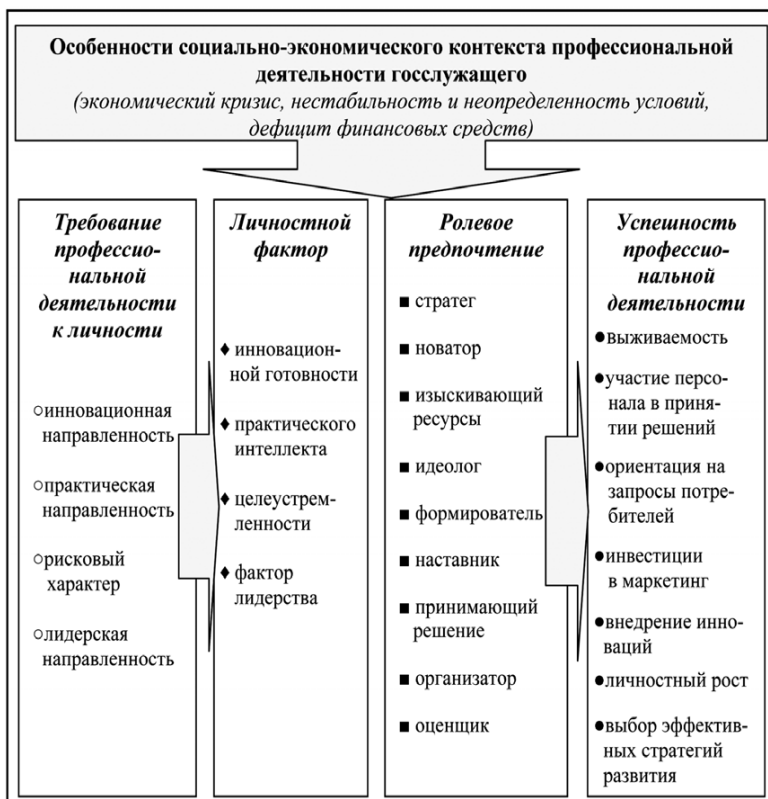 Особенности социально-экономического контекста профессиональной
деятельности госслужащего
(экономический кризис, нестабильность и неопределенность условий,
дефицит финансовых средств)
Требование
профессио-
нальной
деятельности
к личности
○инновационная
направленность
○практическая
направленность
○рисковый
характер
○лидерская
направленность
Личностной
фактор
♦ инновацион-
ной готовности
♦ практического
интеллекта
♦ целеустрем-
ленности
♦ фактор
лидерства
Ролевое
предпочтение
■ стратег
■ новатор
■ изыскивающий
ресурсы
■ идеолог
■ формирователь
■ наставник
■ принимающий
решение
■ организатор
■ оценщик
Успешность
профессио-
нальной
деятельности
●выживаемость
●участие персо-
нала в приня-
тии решений
●ориентация на
запросы потре-
бителей
●инвестиции
в маркетинг
●внедрение инно-
ваций
●личностный рост
●выбор эффектив-
ных стратегий
развития